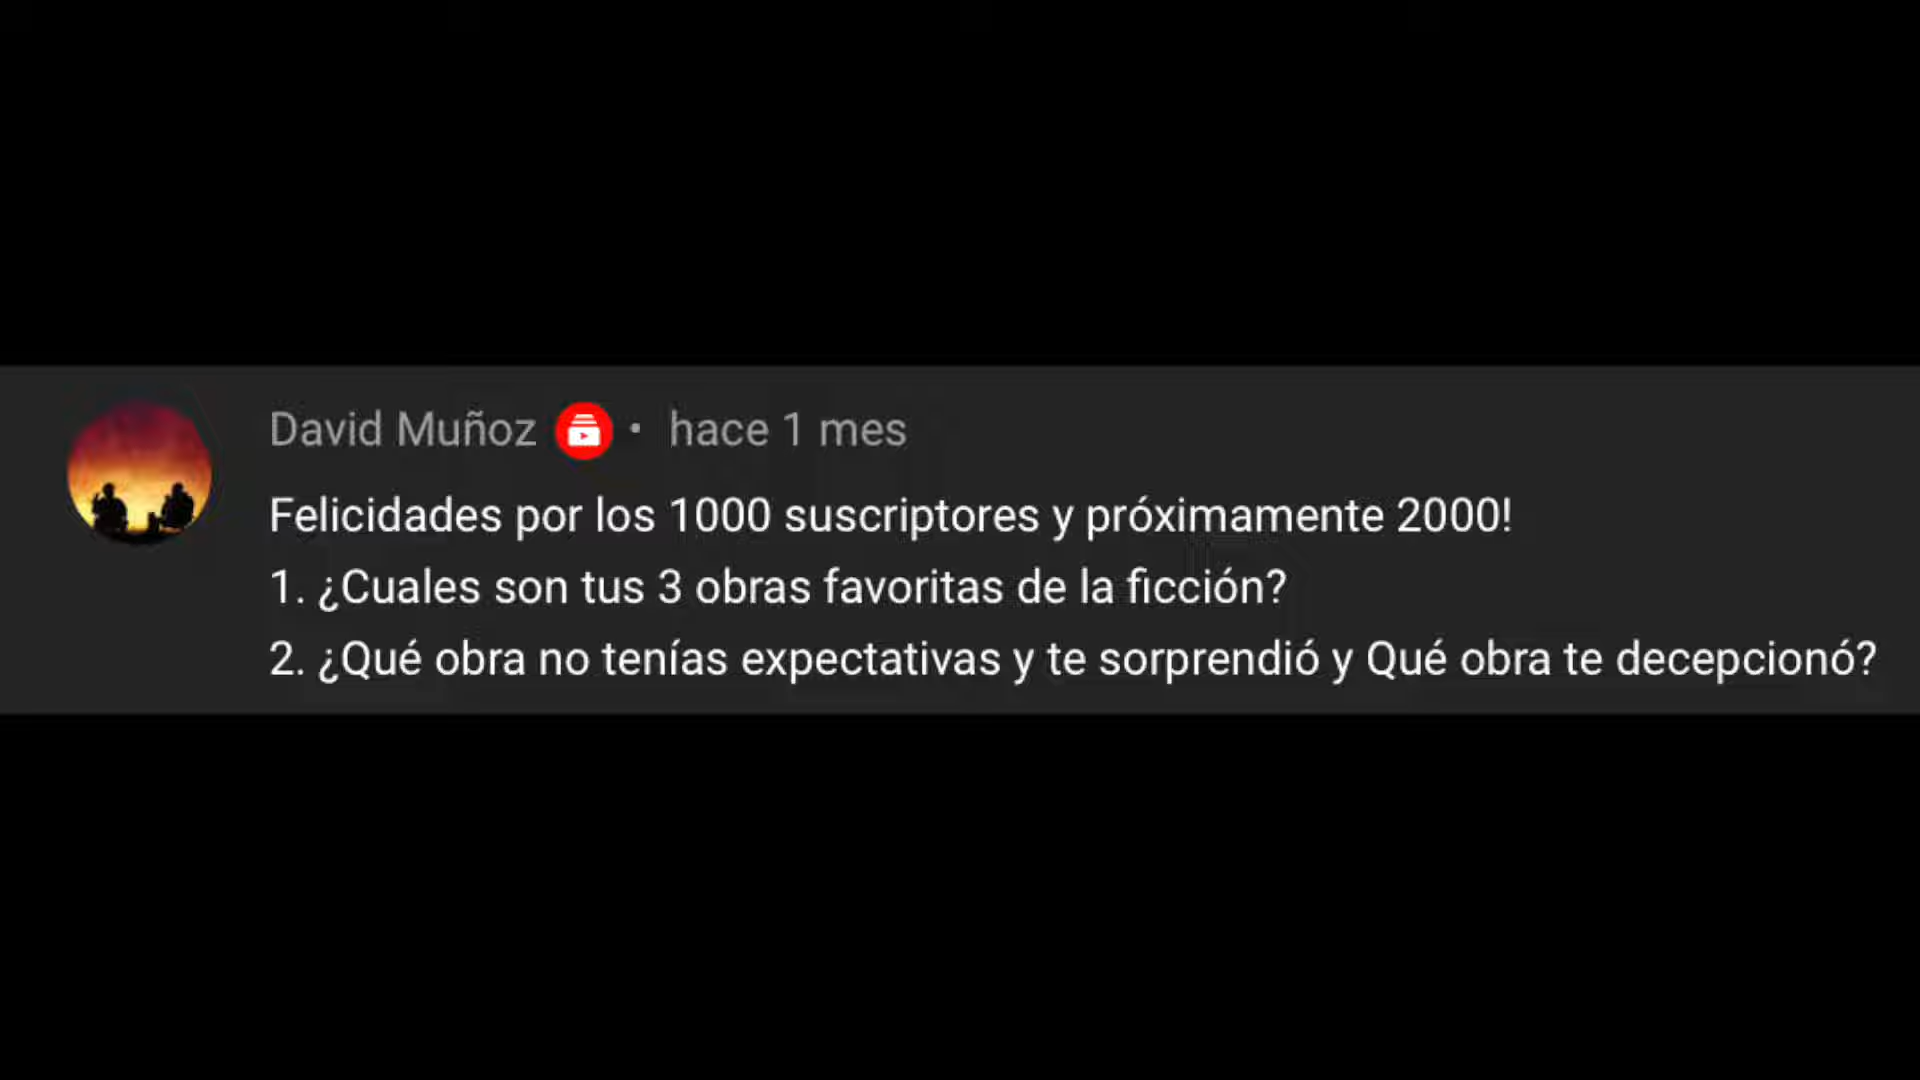 David Muñoz • hace 1 mes
Felicidades por los 1000 suscriptores y próximamente 2000!
1. ¿Cuales son tus 3 obras favoritas de la ficción?
2. ¿Qué obra no tenías expectativas y te sorprendió y Qué obra te decepcionó?